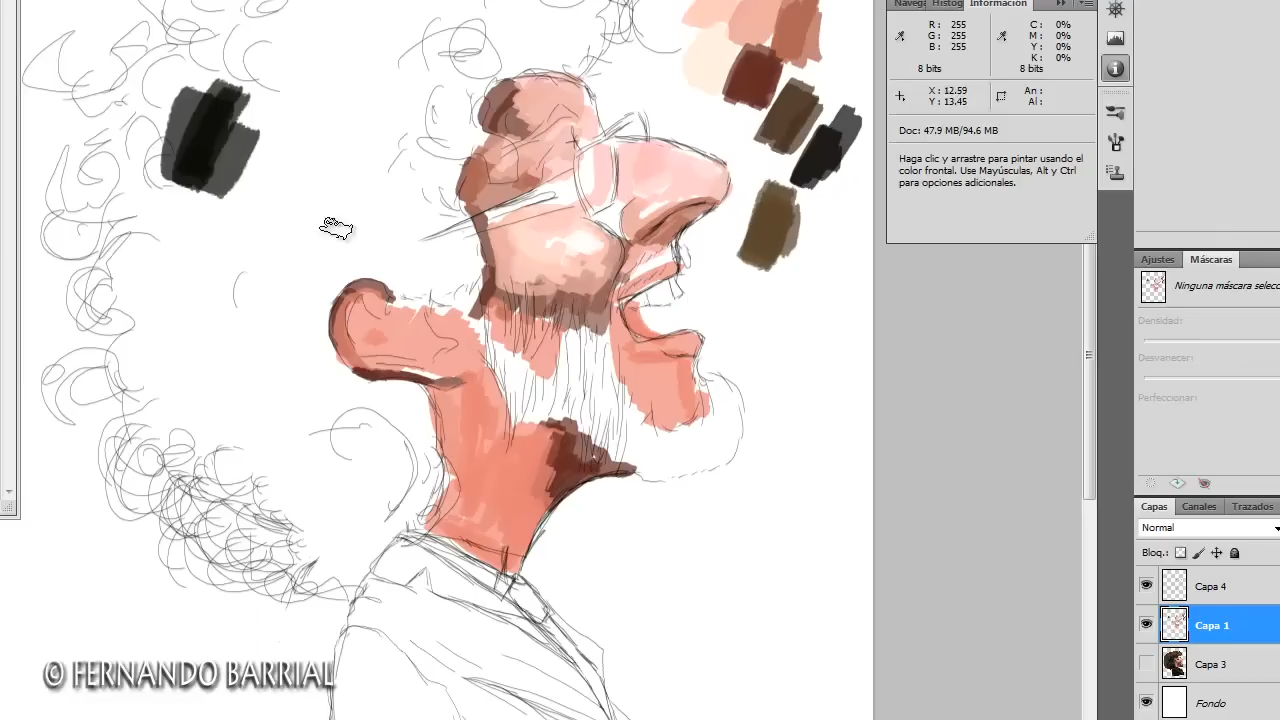 Naveg Histog Información
R: 255 C: 0%
G: 255 M: 0%
B: 255 Y: 0%
K: 0%
8 bits 8 bits
X: 12.59 An:
Y: 13.45 Al:
Doc: 47.9 MB/94.6 MB
Haga clic y arrastre para pintar usando el
color frontal. Use Mayúsculas, Alt y Ctrl
para opciones adicionales.
Ajustes Máscaras
Ninguna máscara selecc
Densidad:
Desvanecer:
Perfeccionar:
Capas Canales Trazados
Normal
Bloq.:
Capa 4
Capa 1
Capa 3
Fondo
© FERNANDO BARRIAL